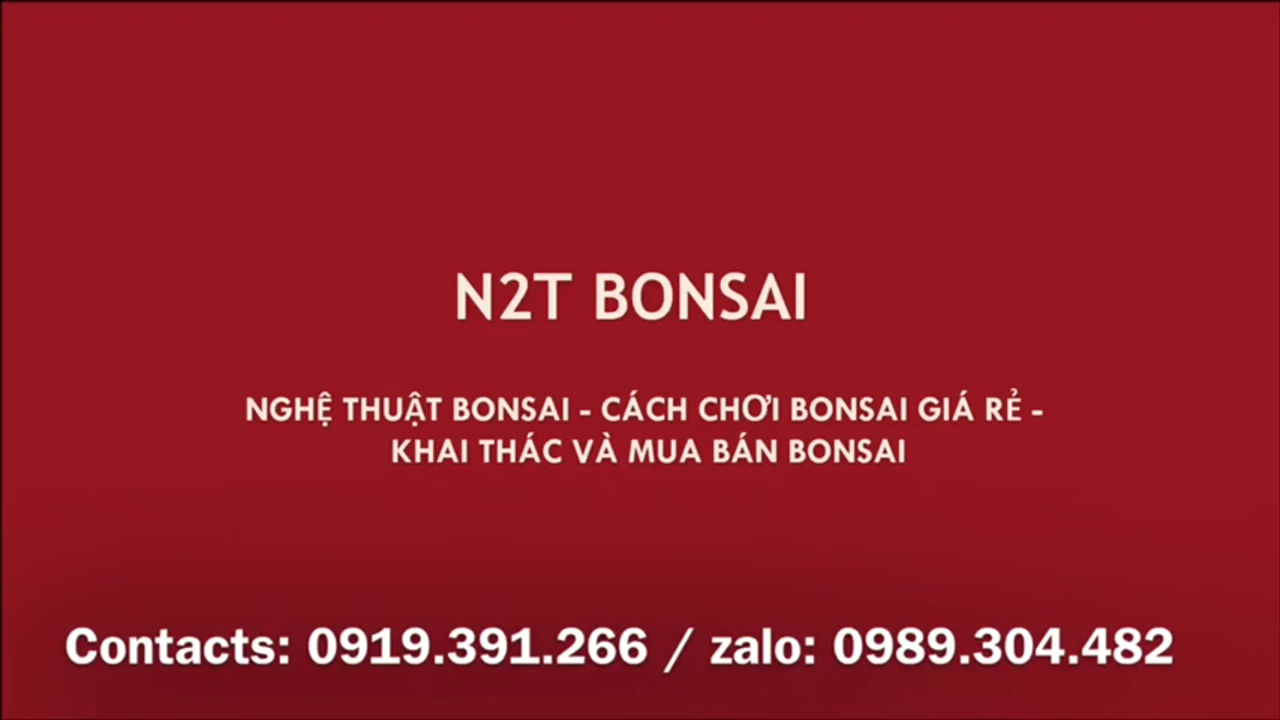 N2T BONSAI
NGHỆ THUẬT BONSAI - CÁCH CHƠI BONSAI GIÁ RẺ -
KHAI THÁC VÀ MUA BÁN BONSAI
Contacts: 0919.391.266 / zalo: 0989.304.482